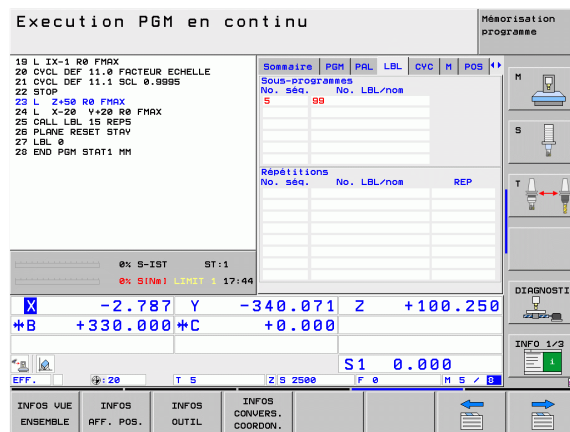 Execution PGM en continu
Mémorisation
programme
19 L IX-1 R0 FMAX
20 CYCL DEF 11.0 FACTEUR ECHELLE
21 CYCL DEF 11.1 SCL 0.9995
22 STOP
23 L Z+50 R0 FMAX
24 L X-20 Y+20 R0 FMAX
25 CALL LBL 15 REP5
26 PLANE RESET STAY
27 LBL 0
28 END PGM STAT1 MM
0% S-IST ST:1
0% S[Nm] LIMIT 1 17:44
Sommaire PGM PAL LBL CYC M POS
Sous-programmes
No. séq. No. LBL/nom
5 99
Répétitions
No. séq. No. LBL/nom REP
M
S
T
DIAGNOSTI
INFO 1/3
i
X -2.787 Y -340.071 Z +100.250
B +330.000 C +0.000
S1 0.000
EFF. : 20 T 5 Z S 2500 F 0 M 5 / 8
INFOS VUE
ENSEMBLE
INFOS
AFF. POS.
INFOS
OUTIL
INFOS
CONVERS.
COORDON.